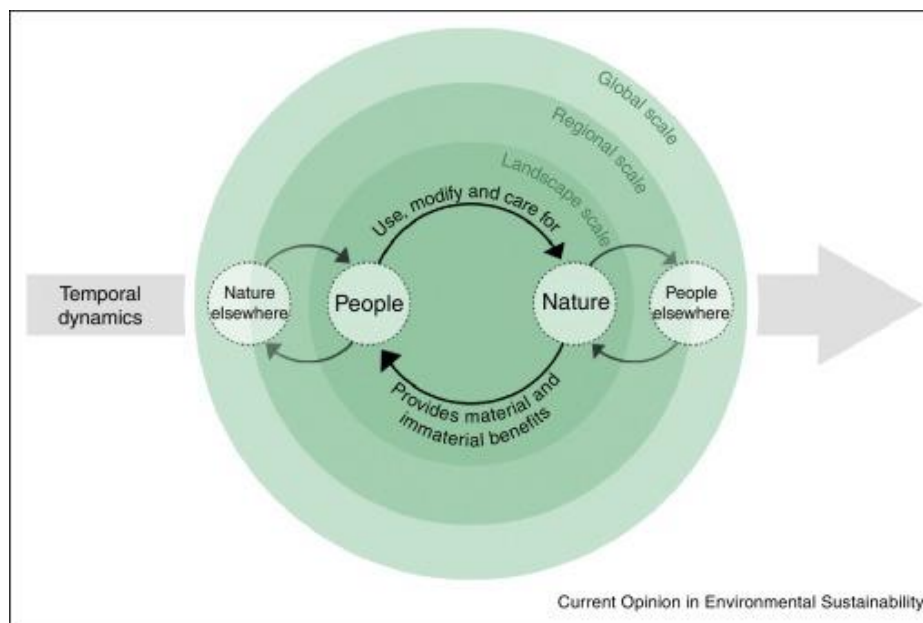 Global scale
Regional scale
Landscape scale
Use, modify and care for
Temporal
dynamics
Nature
elsewhere
People
Nature
People
elsewhere
Provides material and
immaterial benefits
Current Opinion in Environmental Sustainability